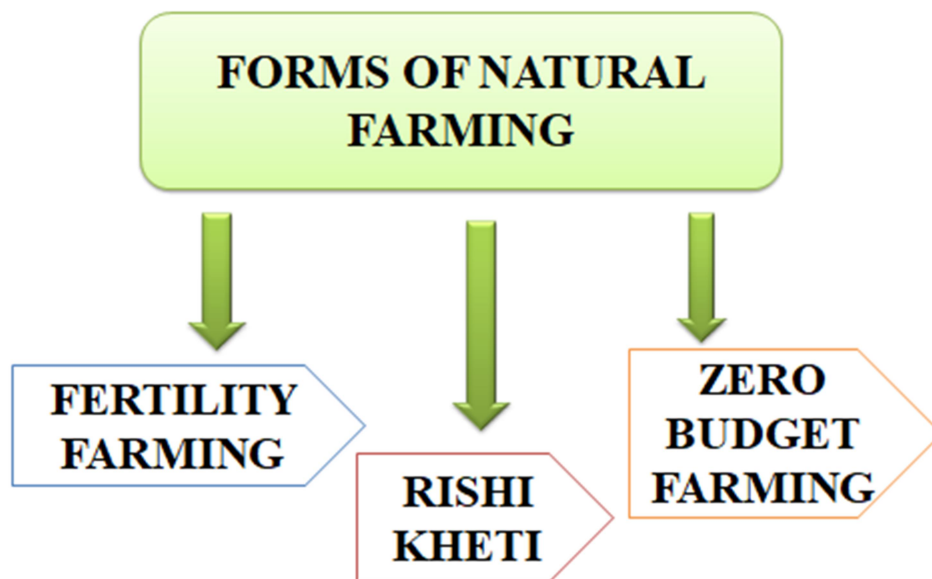 FORMS OF NATURAL
FARMING
FERTILITY
FARMING
RISHI
KHETI
ZERO
BUDGET
FARMING